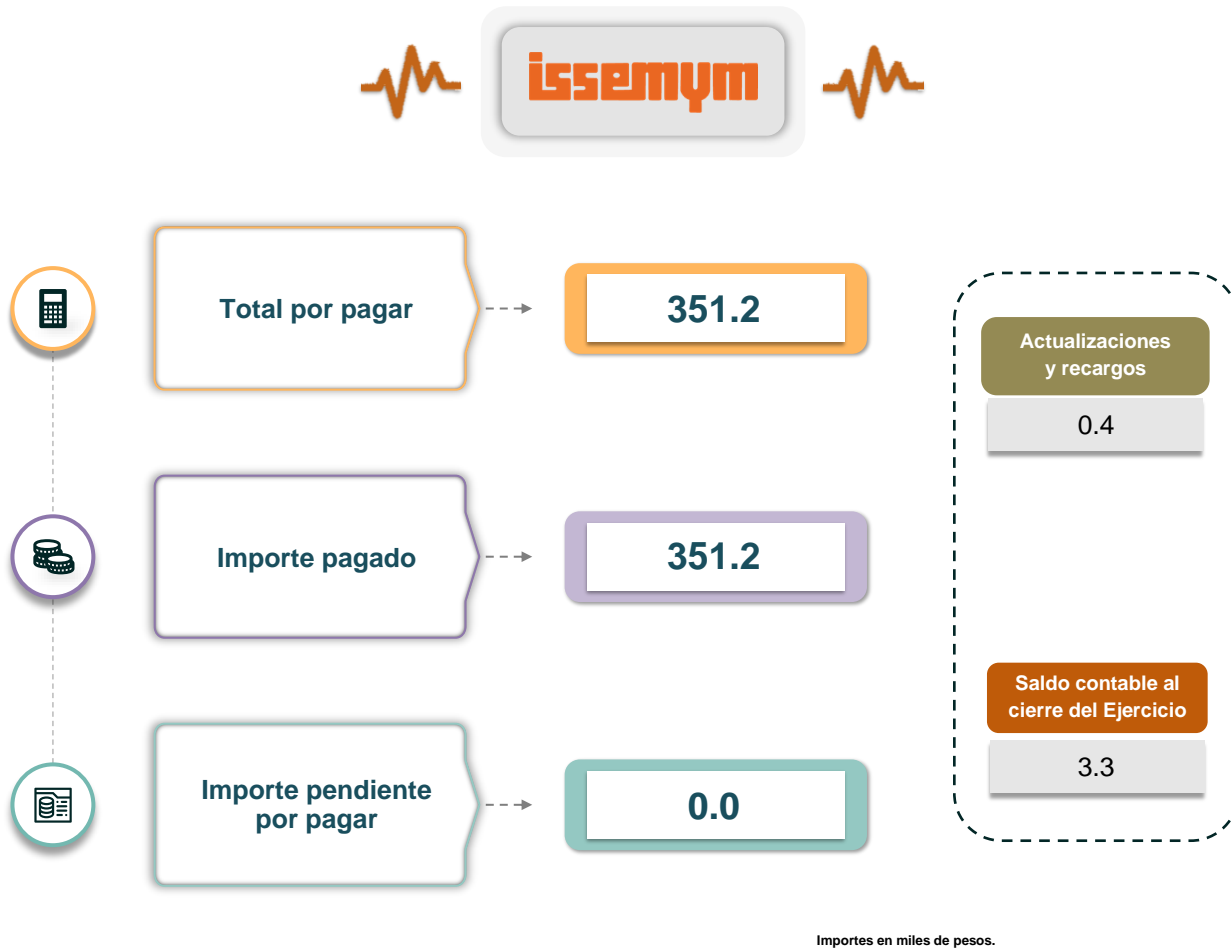 issemym
Total por pagar
351.2
Actualizaciones
y recargos
0.4
Importe pagado
351.2
Saldo contable al
cierre del Ejercicio
3.3
Importe pendiente
por pagar
0.0
Importes en miles de pesos.